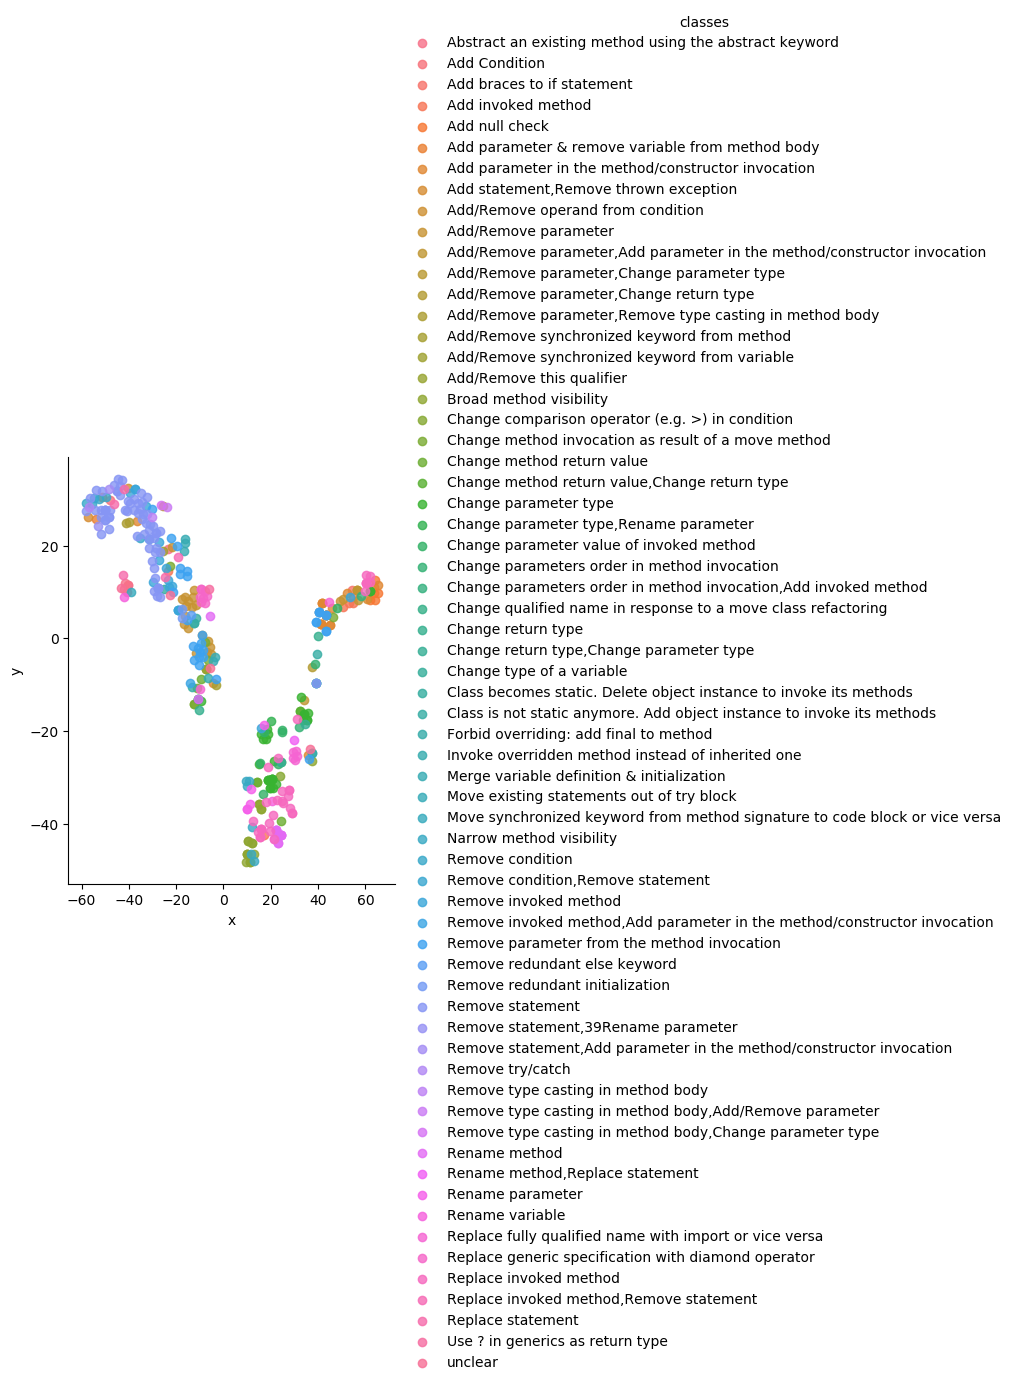 classes
Abstract an existing method using the abstract keyword
Add Condition
Add braces to if statement
Add invoked method
Add null check
Add parameter & remove variable from method body
Add parameter in the method/constructor invocation
Add statement,Remove thrown exception
Add/Remove operand from condition
Add/Remove parameter
Add/Remove parameter,Add parameter in the method/constructor invocation
Add/Remove parameter,Change parameter type
Add/Remove parameter,Change return type
Add/Remove parameter,Remove type casting in method body
Add/Remove synchronized keyword from method
Add/Remove synchronized keyword from variable
Add/Remove this qualifier
Broad method visibility
Change comparison operator (e.g. >) in condition
Change method invocation as result of a move method
Change method return value
Change method return value,Change return type
Change parameter type
Change parameter type,Rename parameter
Change parameter value of invoked method
Change parameters order in method invocation
Change parameters order in method invocation,Add invoked method
Change qualified name in response to a move class refactoring
Change return type
Change return type,Change parameter type
Change type of a variable
Class becomes static. Delete object instance to invoke its methods
Class is not static anymore. Add object instance to invoke its methods
Forbid overriding: add final to method
Invoke overridden method instead of inherited one
Merge variable definition & initialization
Move existing statements out of try block
Move synchronized keyword from method signature to code block or vice versa
Narrow method visibility
Remove condition
Remove condition,Remove statement
Remove invoked method
Remove invoked method,Add parameter in the method/constructor invocation
Remove parameter from the method invocation
Remove redundant else keyword
Remove redundant initialization
Remove statement
Remove statement,39Rename parameter
Remove statement,Add parameter in the method/constructor invocation
Remove try/catch
Remove type casting in method body
Remove type casting in method body,Add/Remove parameter
Remove type casting in method body,Change parameter type
Rename method
Rename method,Replace statement
Rename parameter
Rename variable
Replace fully qualified name with import or vice versa
Replace generic specification with diamond operator
Replace invoked method
Replace invoked method,Remove statement
Replace statement
Use ? in generics as return type
unclear
20
0
−20
−40
y
−60 −40 −20 0 20 40 60
x